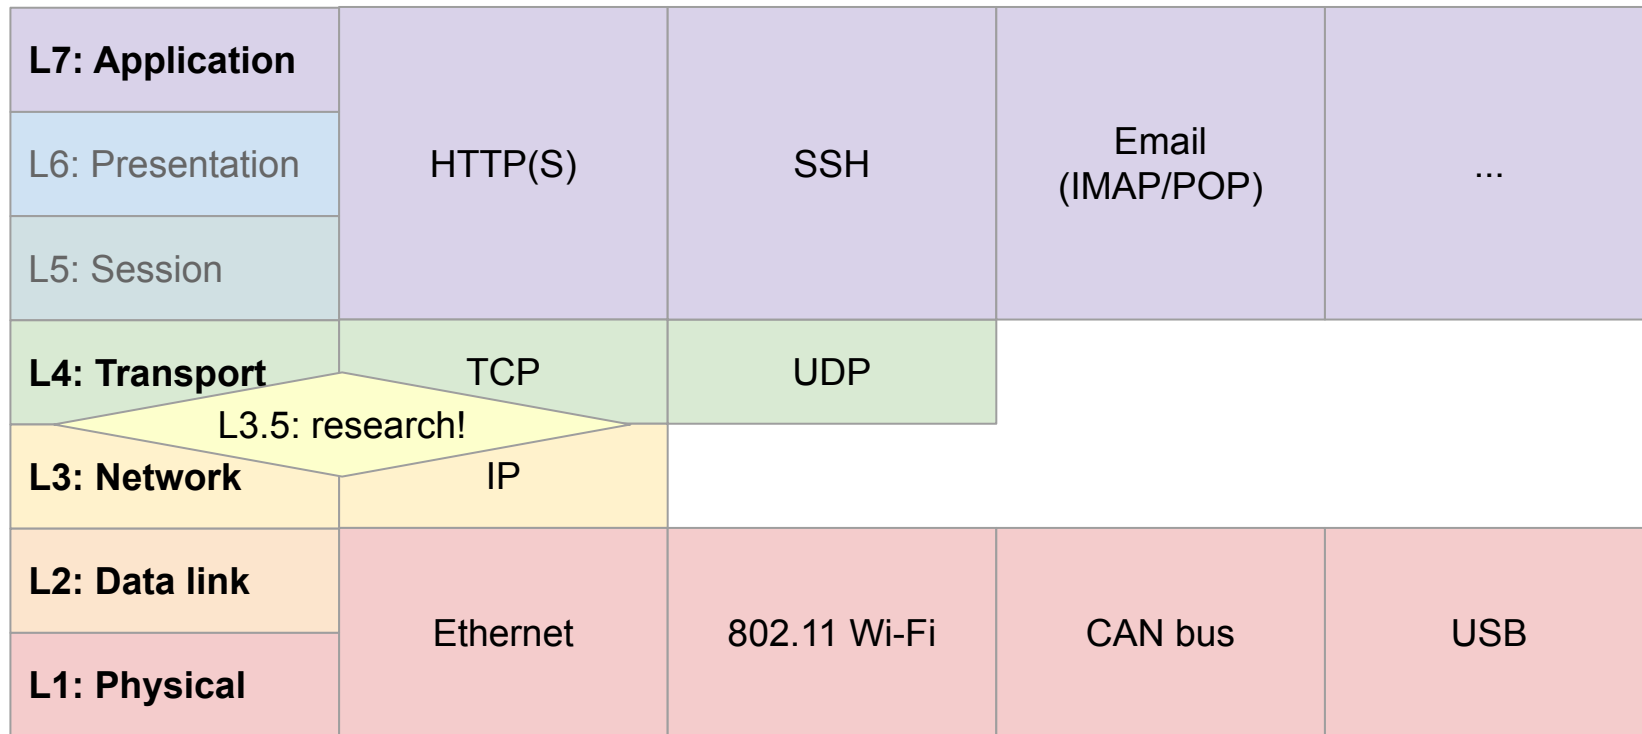 L7: Application
HTTP(S)
SSH
Email
(IMAP/POP)
...
L6: Presentation
L5: Session
L4: Transport
TCP
UDP
L3.5: research!
L3: Network
IP
L2: Data link
Ethernet
802.11 Wi-Fi
CAN bus
USB
L1: Physical